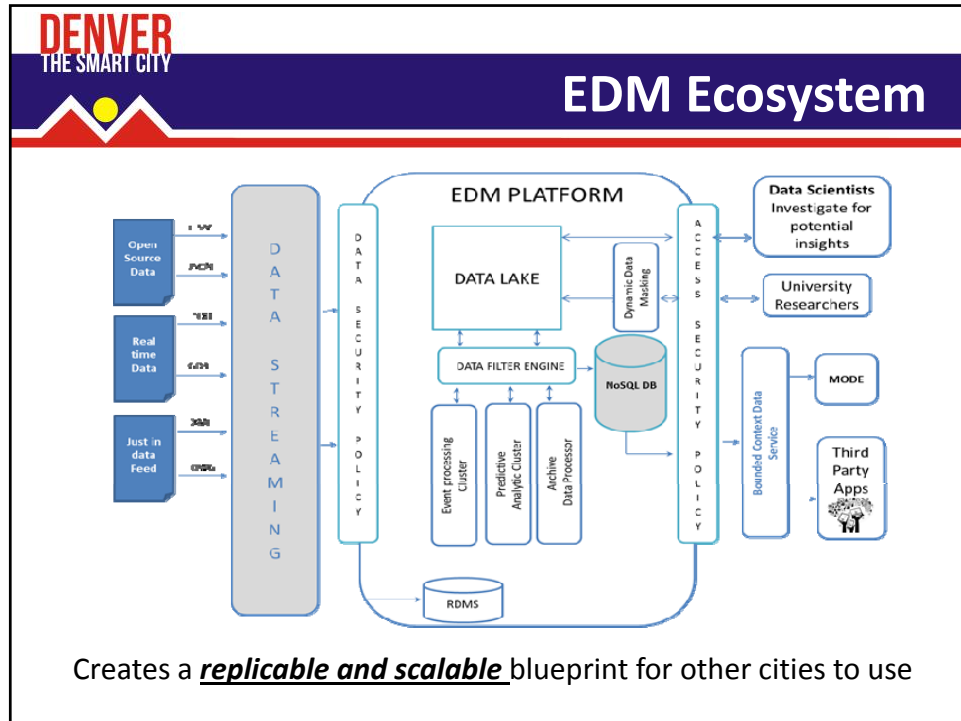 DENVER
THE SMART CITY
EDM Ecosystem
Open
Source
Data
Real
time
Data
Just in
data
Feed
DATA STREAMING
DATA SECURITY POLICY
EDM PLATFORM
DATA LAKE
Dynamic Data
Masking
DATA FILTER ENGINE
NoSQL DB
Event processing
Cluster
Predictive
Analytic Cluster
Archive
Data Processor
RDMS
ACCESS SECURITY POLICY
Data Scientists
Investigate for
potential
insights
University
Researchers
Bounded Context Data
Service
MODE
Third
Party
Apps
Creates a replicable and scalable blueprint for other cities to use